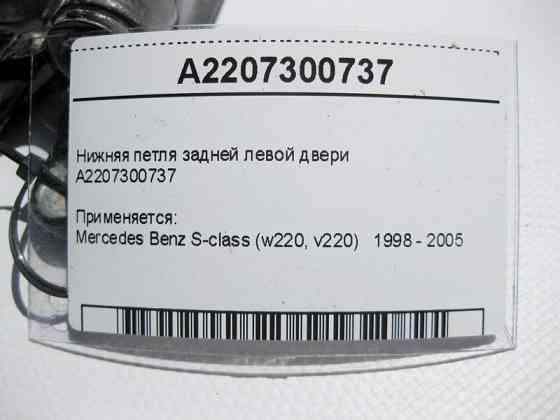 A2207300737
Нижняя петля задней левой двери
A2207300737
Применяется:
Mercedes Benz S-class (w220, v220) 1998 - 2005